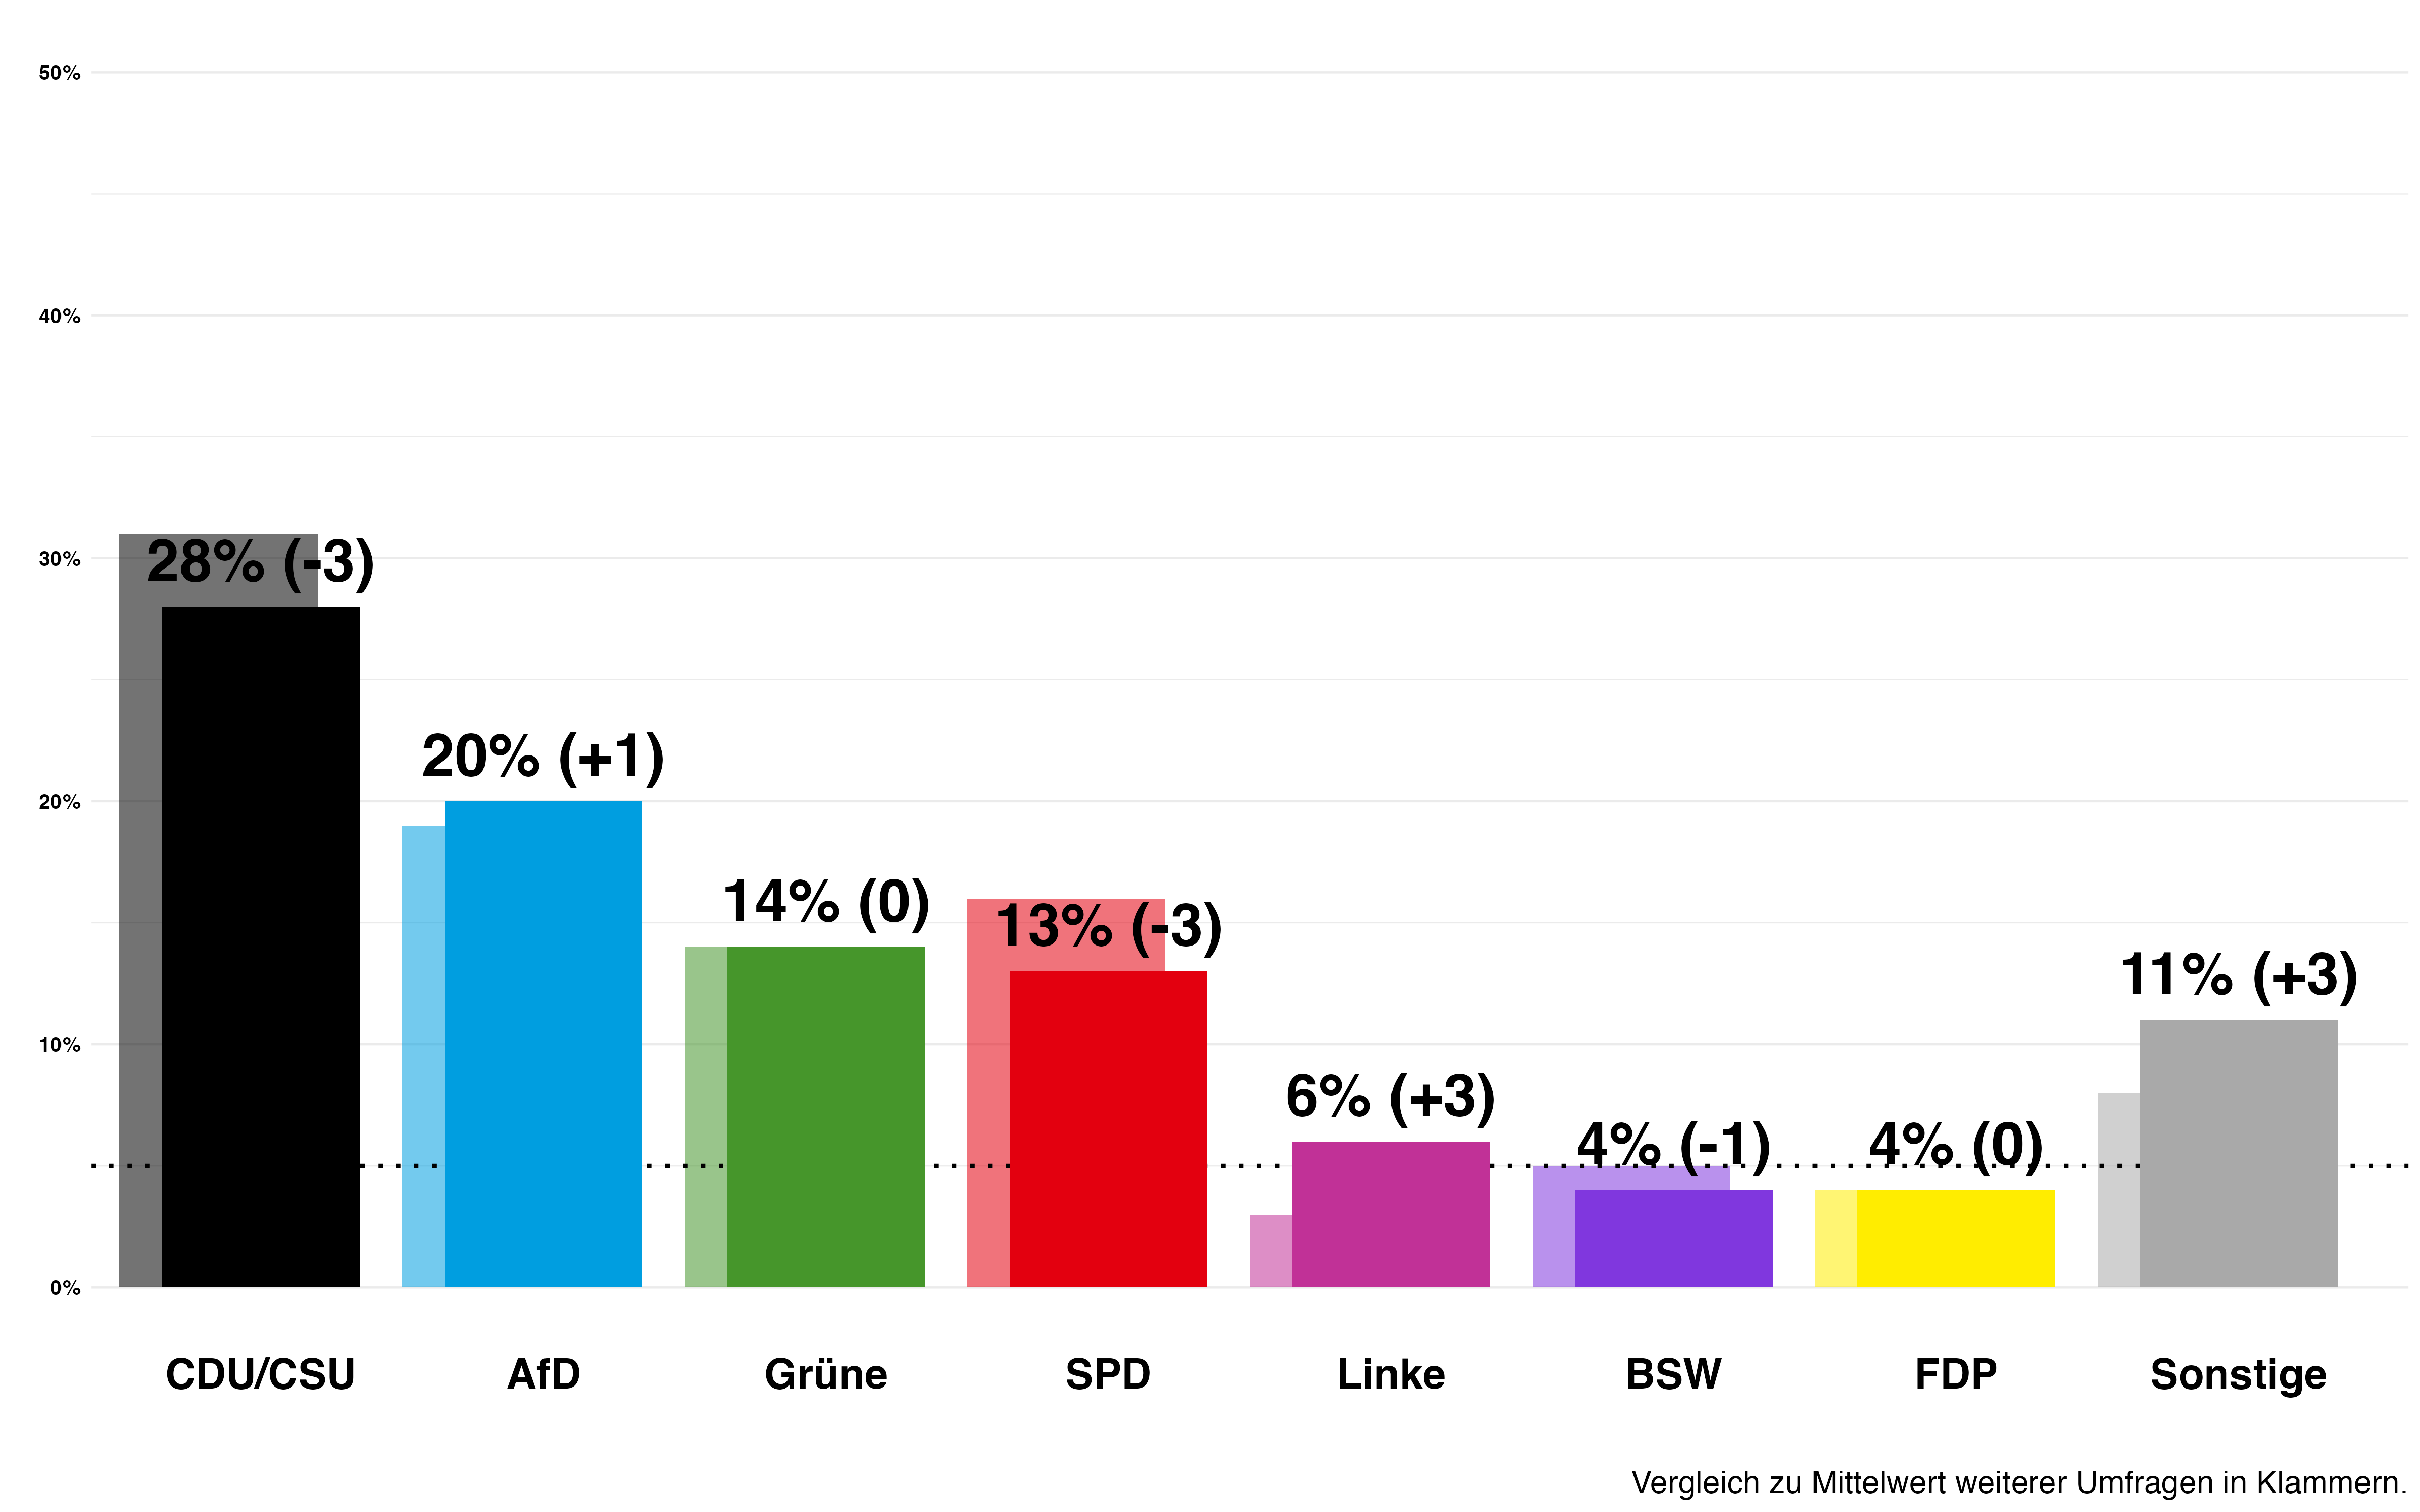 50%
40%
30%
20%
10%
0%
28% (-3)
20% (+1)
14% (0)
13% (-3)
6% (+3)
4% (-1)
4% (0)
11% (+3)
CDU/CSU
AfD
Grüne
SPD
Linke
BSW
FDP
Sonstige
Vergleich zu Mittelwert weiterer Umfragen in Klammern.